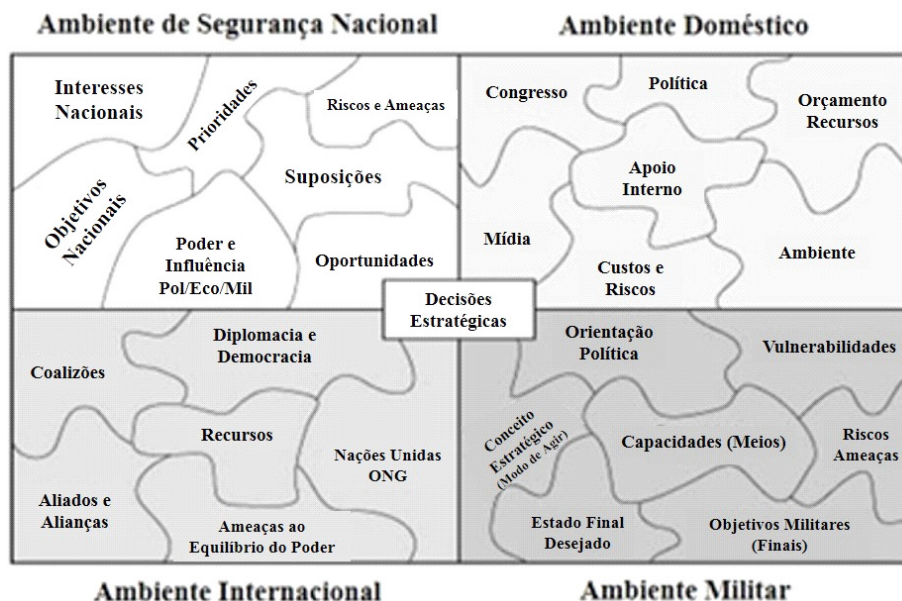 Ambiente de Segurança Nacional
Ambiente Doméstico
Interesses
Nacionais
Prioridades
Riscos e Ameaças
Suposições
Objetivos
Nacionais
Poder e
Influência
Pol/Eco/Mil
Oportunidades
Congresso
Política
Orçamento
Recursos
Apoio
Interno
Mídia
Custos e
Riscos
Ambiente
Decisões
Estratégicas
Coalizões
Diplomacia e
Democracia
Recursos
Nações Unidas
ONG
Aliados e
Alianças
Ameaças ao
Equilíbrio do Poder
Orientação
Política
Vulnerabilidades
Conceito
Estratégico
(Modo de Agir)
Capacidades (Meios)
Riscos
Ameaças
Estado Final
Desejado
Objetivos Militares
(Finais)
Ambiente Internacional
Ambiente Militar